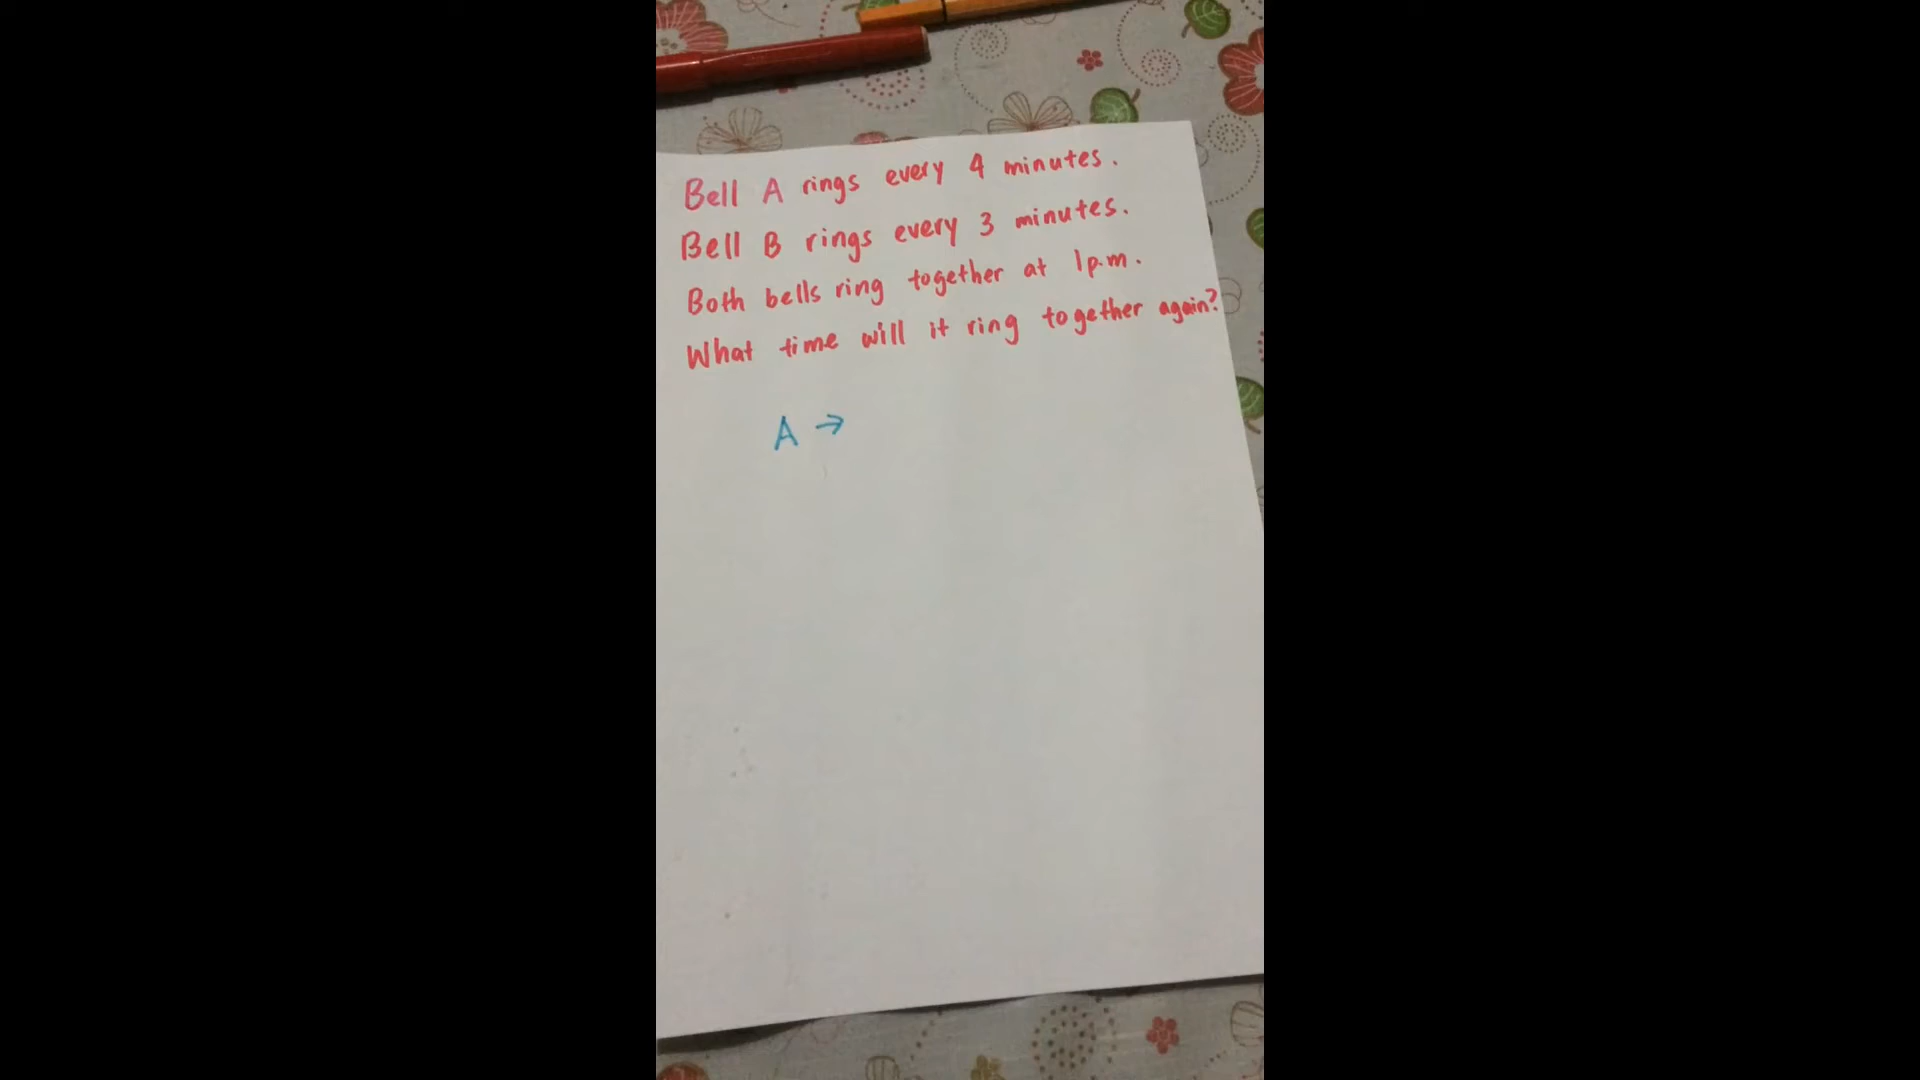 Bell A rings every 4 minutes.
Bell B rings every 3 minutes.
Both bells ring together at 1p.m.
What time will it ring together again?
A →